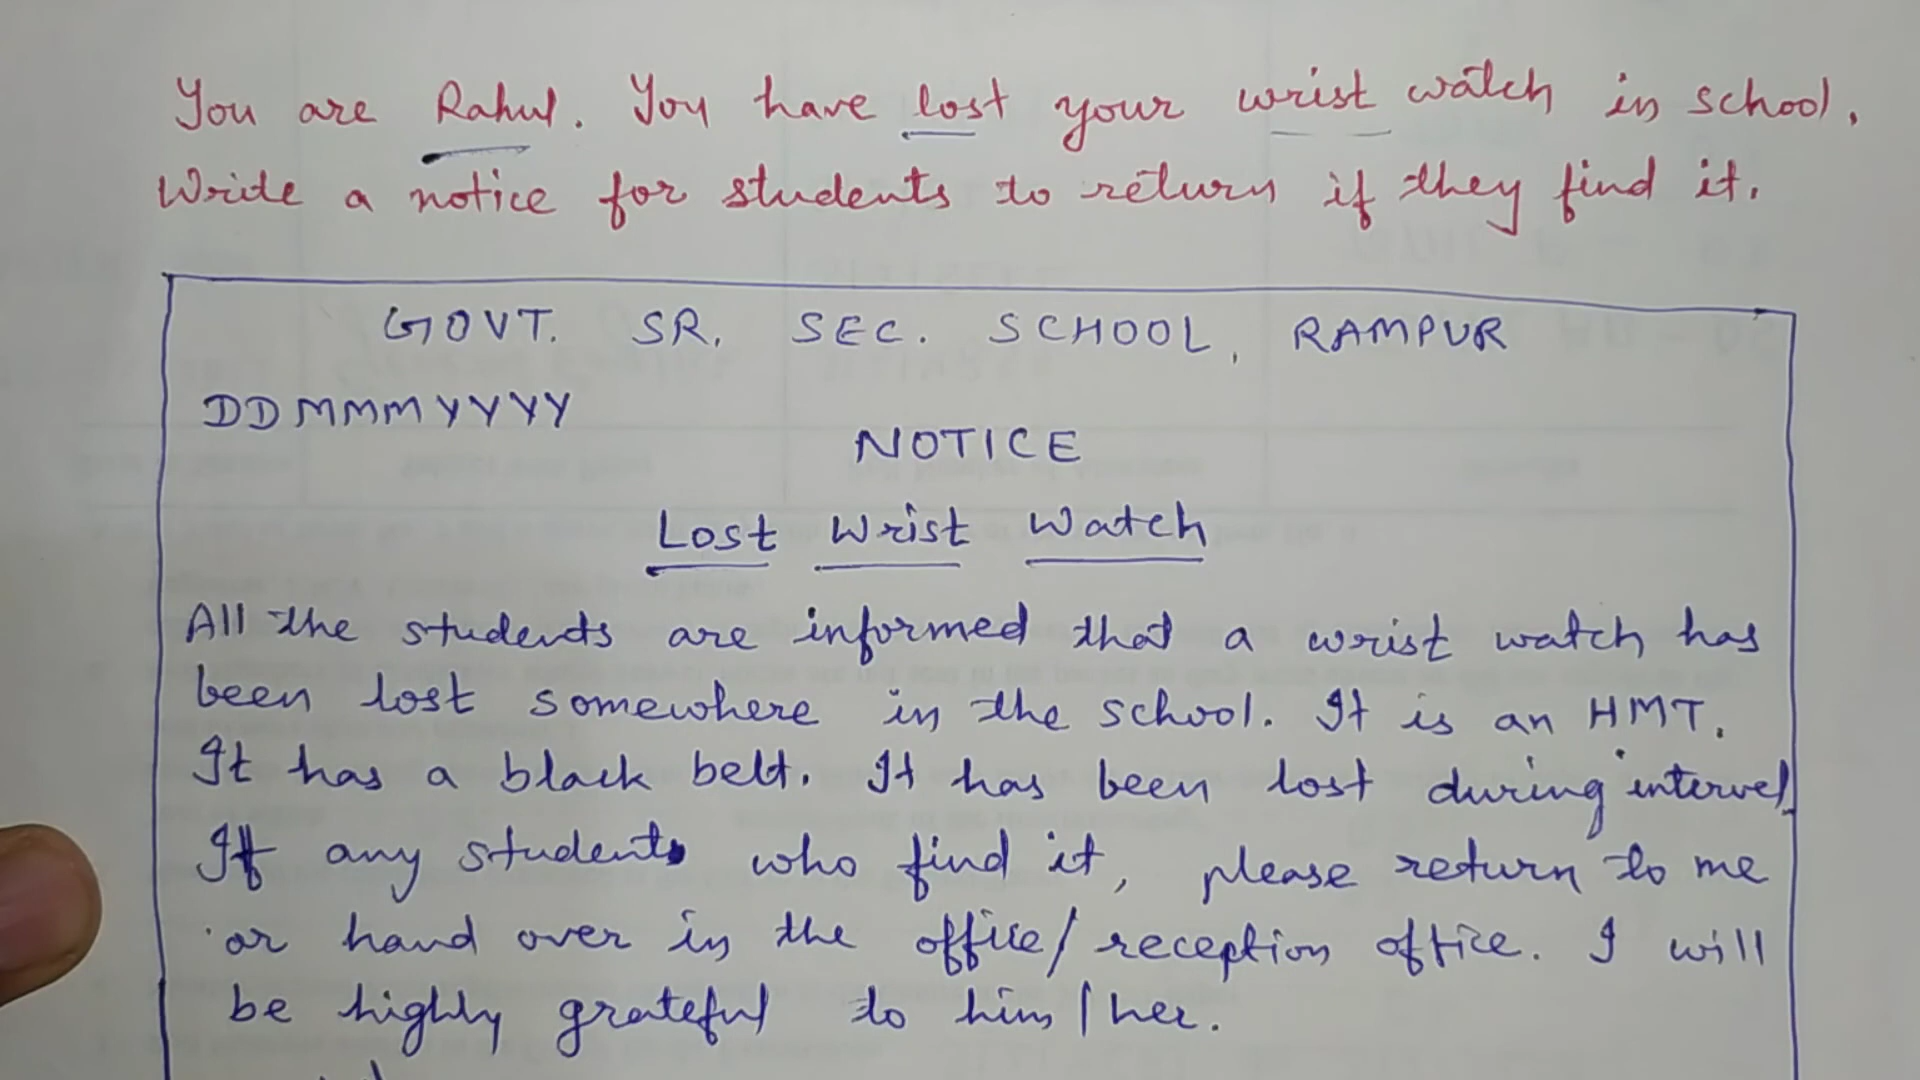 You are Rahul. You have lost your wrist watch in school.
Write a notice for students to return if they find it.
GOVT. SR. SEC. SCHOOL, RAMPUR
DDMMMYYYY
NOTICE
Lost Wrist Watch
All the students are informed that a wrist watch has
been lost somewhere in the school. It is an HMT.
It has a black belt. It has been lost during intervel.
If any students who find it, please return to me
or hand over in the office/reception office. I will
be highly grateful to him/her.